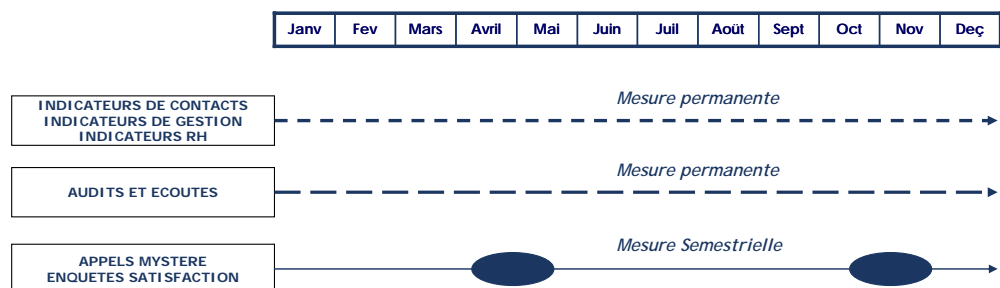 Janv Fev Mars Avril Mai Juin Juil Août Sept Oct Nov Deç
Mesure permanente
INDICATEURS DE CONTACTS
INDICATEURS DE GESTION
INDICATEURS RH
Mesure permanente
AUDITS ET ECOUTES
Mesure Semestrielle
APPELS MYSTERE
ENQUETES SATISFACTION